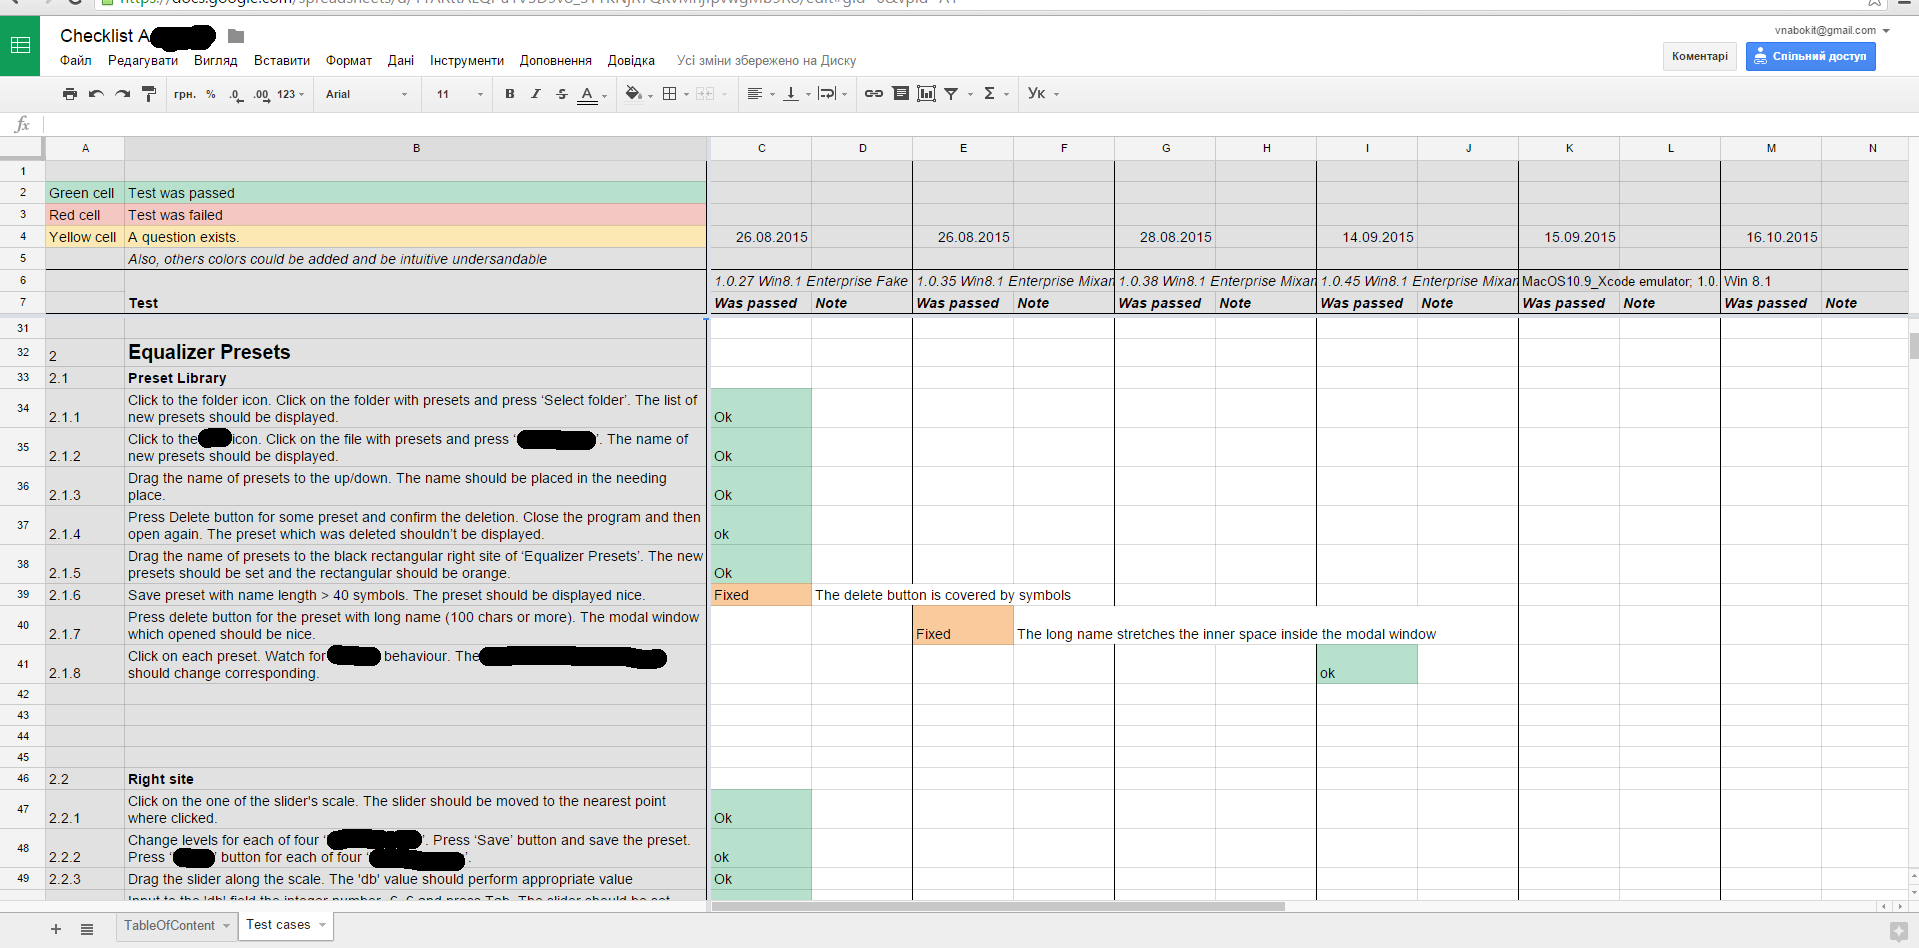 Checklist A
vnabokit@gmail.com
Файл Редагувати Вигляд Вставити Формат Дані Інструменти Доповнення Довідка Усі зміни збережено на Диску
Коментарі Спільний доступ
грн. % .0 .00 123 Arial 11 B I S A Σ Ук
fx
A B C D E F G H I J K L M N
1
2 Green cell Test was passed
3 Red cell Test was failed
4 Yellow cell A question exists. 26.08.2015 26.08.2015 28.08.2015 14.09.2015 15.09.2015 16.10.2015
5 Also, others colors could be added and be intuitive undersandable
6 1.0.27 Win8.1 Enterprise Fake 1.0.35 Win8.1 Enterprise Mixar 1.0.38 Win8.1 Enterprise Mixar 1.0.45 Win8.1 Enterprise Mixar MacOS10.9_Xcode emulator; 1.0. Win 8.1
7 Test Was passed Note Was passed Note Was passed Note Was passed Note Was passed Note Was passed Note
31
32 2 Equalizer Presets
33 2.1 Preset Library
34 2.1.1 Click to the folder icon. Click on the folder with presets and press ‘Select folder’. The list of
new presets should be displayed. Ok
35 2.1.2 Click to the icon. Click on the file with presets and press ‘ ’. The name of
new presets should be displayed. Ok
36 2.1.3 Drag the name of presets to the up/down. The name should be placed in the needing
place. Ok
37 2.1.4 Press Delete button for some preset and confirm the deletion. Close the program and then
open again. The preset which was deleted shouldn’t be displayed. ok
38 2.1.5 Drag the name of presets to the black rectangular right site of ‘Equalizer Presets’. The new
presets should be set and the rectangular should be orange. Ok
39 2.1.6 Save preset with name length > 40 symbols. The preset should be displayed nice. Fixed The delete button is covered by symbols
40 2.1.7 Press delete button for the preset with long name (100 chars or more). The modal window
which opened should be nice. Fixed The long name stretches the inner space inside the modal window
41 2.1.8 Click on each preset. Watch for behaviour. The
should change corresponding. ok
42
43
44
45
46 2.2 Right site
47 2.2.1 Click on the one of the slider's scale. The slider should be moved to the nearest point
where clicked. Ok
48 2.2.2 Change levels for each of four ‘ ’. Press ‘Save’ button and save the preset.
Press ‘ ’ button for each of four ‘ ’. ok
49 2.2.3 Drag the slider along the scale. The 'db' value should perform appropriate value Ok
TableOfContent Test cases